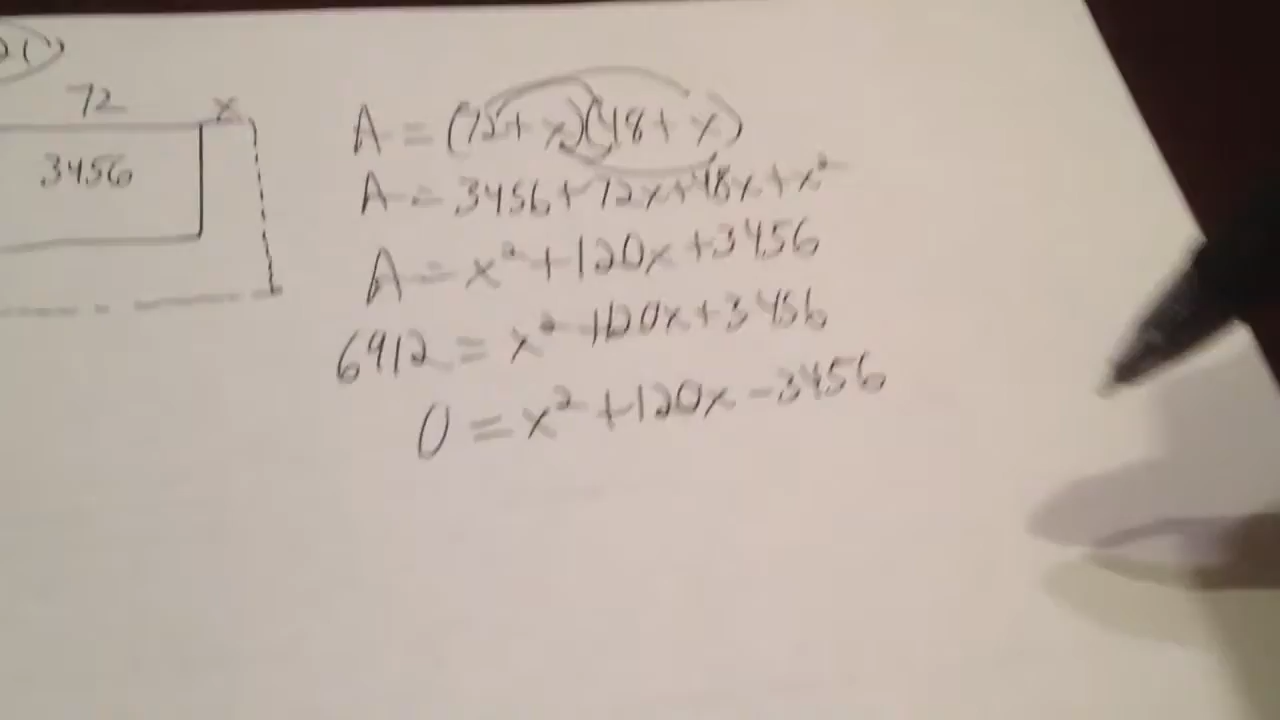 72 x
3456
A = (72+x)(48+x)
A = 3456+72x+48x+x²
A = x²+120x+3456
6912 = x²+120x+3456
0 = x²+120x-3456